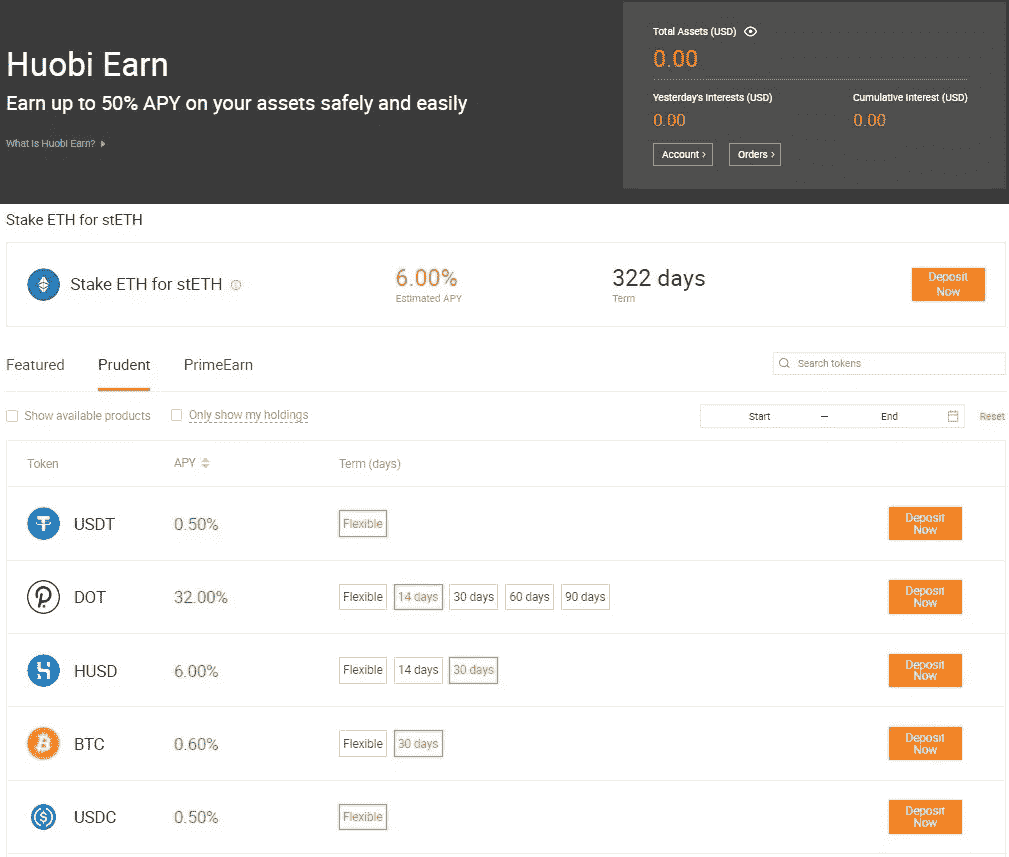 Huobi Earn
Earn up to 50% APY on your assets safely and easily
What is Huobi Earn?
Total Assets (USD)
0.00
Yesterday's Interests (USD) Cumulative Interest (USD)
0.00 0.00
Account Orders
Stake ETH for stETH
Stake ETH for stETH
6.00%
Estimated APY
322 days
Term
Deposit
Now
Featured Prudent PrimeEarn
Search tokens
Show available products Only show my holdings
Start — End Reset
Token APY Term (days)
USDT 0.50% Flexible
Deposit
Now
DOT 32.00% Flexible 14 days 30 days 60 days 90 days
Deposit
Now
HUSD 6.00% Flexible 14 days 30 days
Deposit
Now
BTC 0.60% Flexible 30 days
Deposit
Now
USDC 0.50% Flexible
Deposit
Now